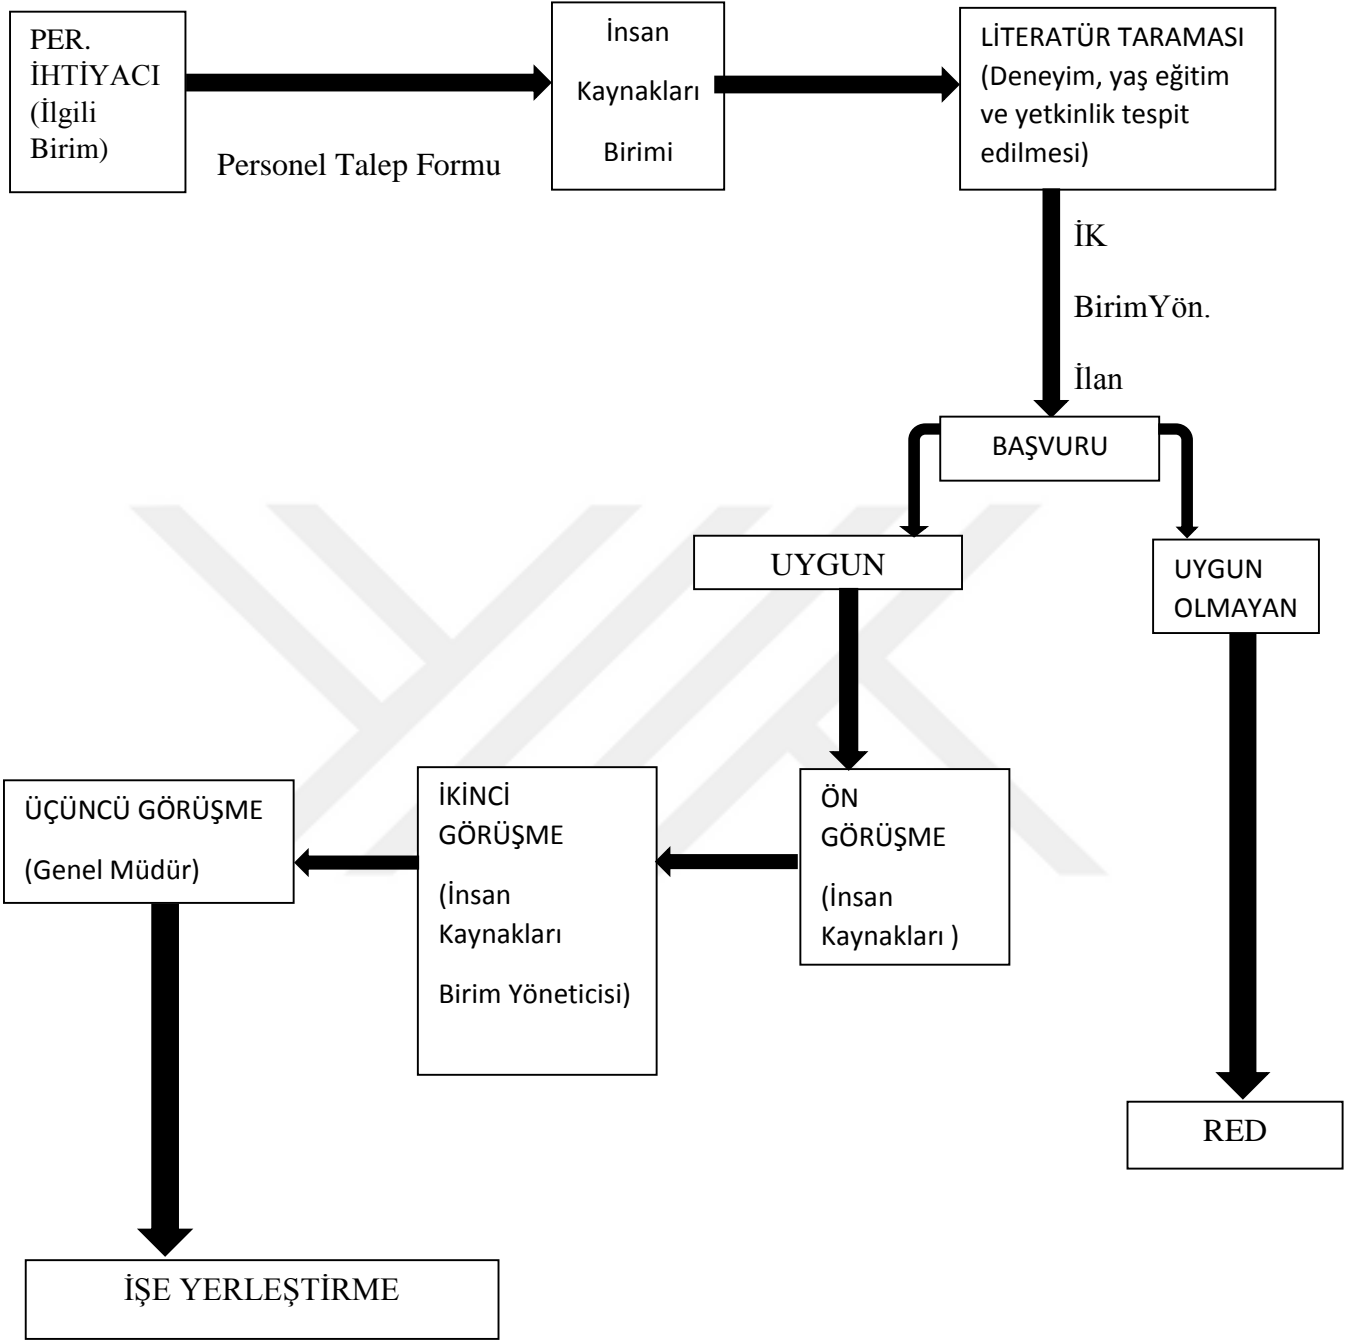 PER.
İHTİYACI
(İlgili
Birim)
Personel Talep Formu
İnsan
Kaynakları
Birimi
LİTERATÜR TARAMASI
(Deneyim, yaş eğitim
ve yetkinlik tespit
edilmesi)
İK
BirimYön.
İlan
BAŞVURU
UYGUN
UYGUN
OLMAYAN
ÜÇÜNCÜ GÖRÜŞME
(Genel Müdür)
İKİNCİ
GÖRÜŞME
(İnsan
Kaynakları
Birim Yöneticisi)
ÖN
GÖRÜŞME
(İnsan
Kaynakları )
RED
İŞE YERLEŞTİRME